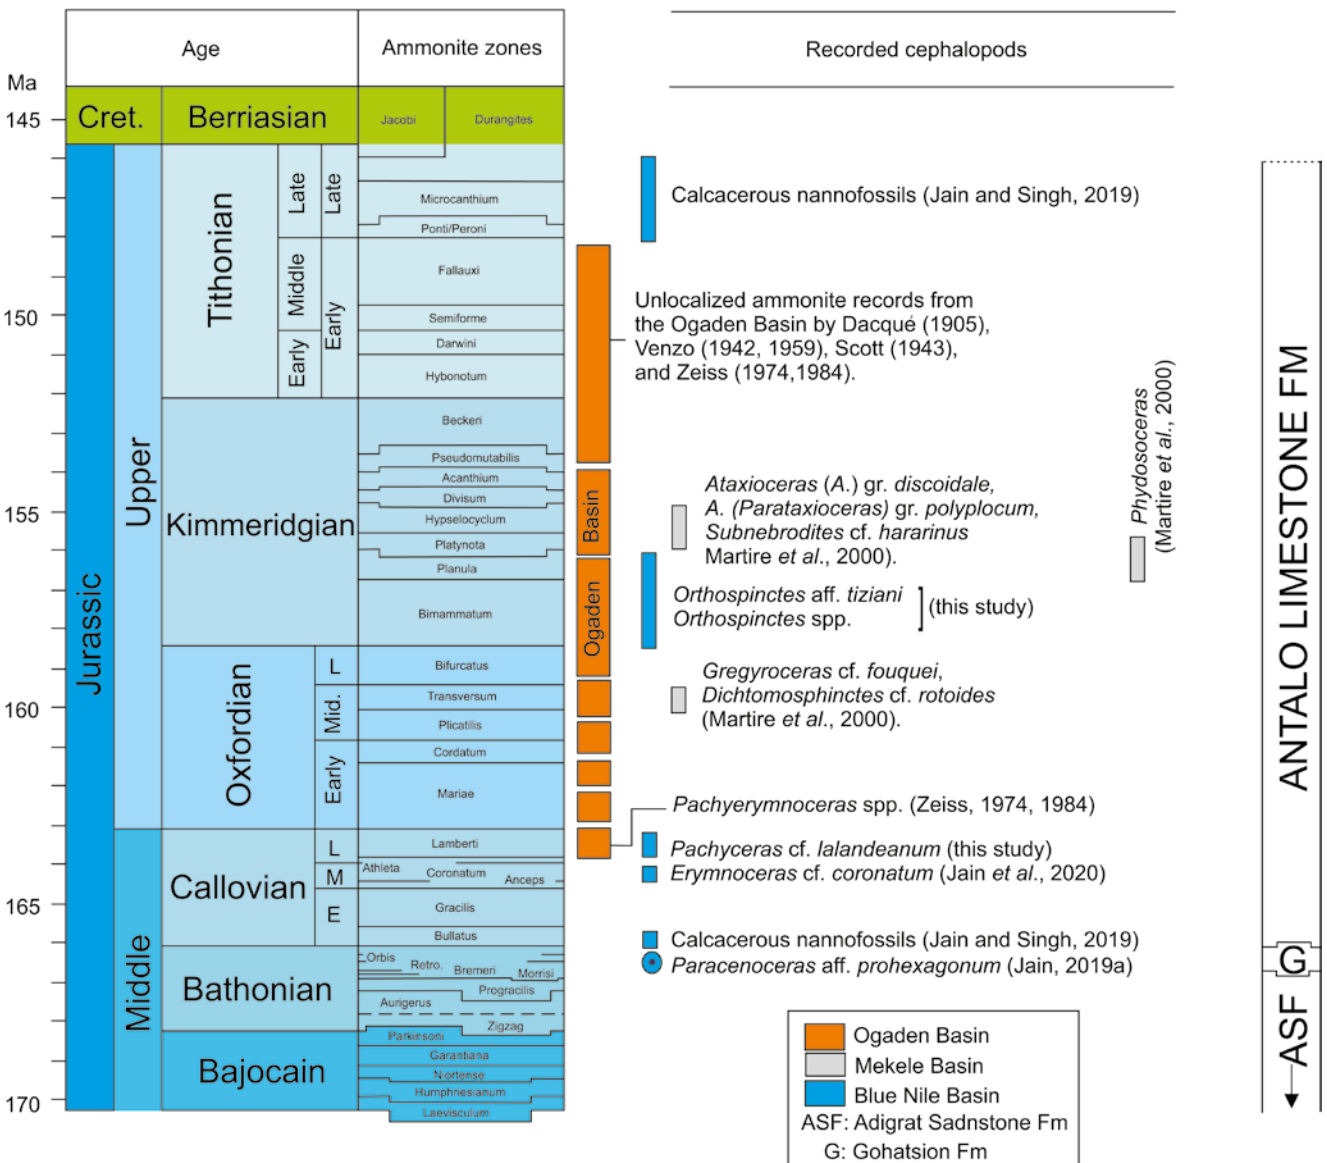 Age
Ammonite zones
Recorded cephalopods
Ma
145
150
155
160
165
170
Cret.
Berriasian
Jacobi
Durangites
Jurassic
Upper
Middle
Tithonian
Late
Middle
Early
Late
Early
Microcanthium
Ponti/Peroni
Fallauxi
Semiforme
Darwini
Hybonotum
Kimmeridgian
Beckeri
Pseudomutabilis
Acanthium
Divisum
Hypselocyclum
Platynota
Planula
Bimammatum
Oxfordian
L
Mid.
Early
Bifurcatus
Transversum
Plicatilis
Cordatum
Mariae
Callovian
L
M
E
Lamberti
Athleta
Coronatum
Anceps
Gracilis
Bullatus
Bathonian
Orbis
Retro.
Bremeri
Morrisi
Progracilis
Aurigerus
Zigzag
Bajocain
Parkinsoni
Garantiana
Niortense
Humphriesianum
Laevisculum
Ogaden
Basin
Calcacerous nannofossils (Jain and Singh, 2019)
Unlocalized ammonite records from
the Ogaden Basin by Dacqué (1905),
Venzo (1942, 1959), Scott (1943),
and Zeiss (1974,1984).
Ataxioceras (A.) gr. discoidale,
A. (Parataxioceras) gr. polyplocum,
Subnebrodites cf. hararinus
Martire et al., 2000).
Phydosoceras
(Martire et al., 2000)
Orthospinctes aff. tiziani
Orthospinctes spp.
] (this study)
Gregyroceras cf. fouquei,
Dichtomosphinctes cf. rotoides
(Martire et al., 2000).
Pachyerymnoceras spp. (Zeiss, 1974, 1984)
Pachyceras cf. lalandeanum (this study)
Erymnoceras cf. coronatum (Jain et al., 2020)
Calcacerous nannofossils (Jain and Singh, 2019)
Paracenoceras aff. prohexagonum (Jain, 2019a)
Ogaden Basin
Mekele Basin
Blue Nile Basin
ASF: Adigrat Sadnstone Fm
G: Gohatsion Fm
ANTALO LIMESTONE FM
G
ASF